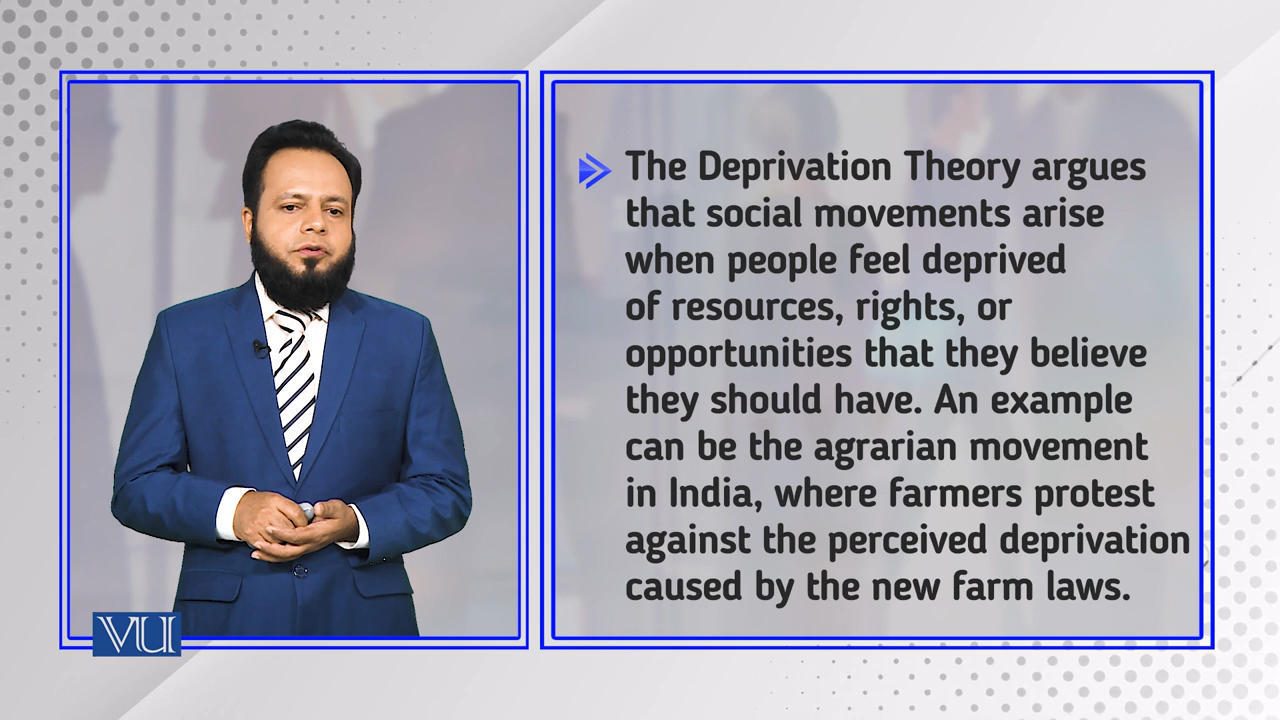 The Deprivation Theory argues
that social movements arise
when people feel deprived
of resources, rights, or
opportunities that they believe
they should have. An example
can be the agrarian movement
in India, where farmers protest
against the perceived deprivation
caused by the new farm laws.
VU